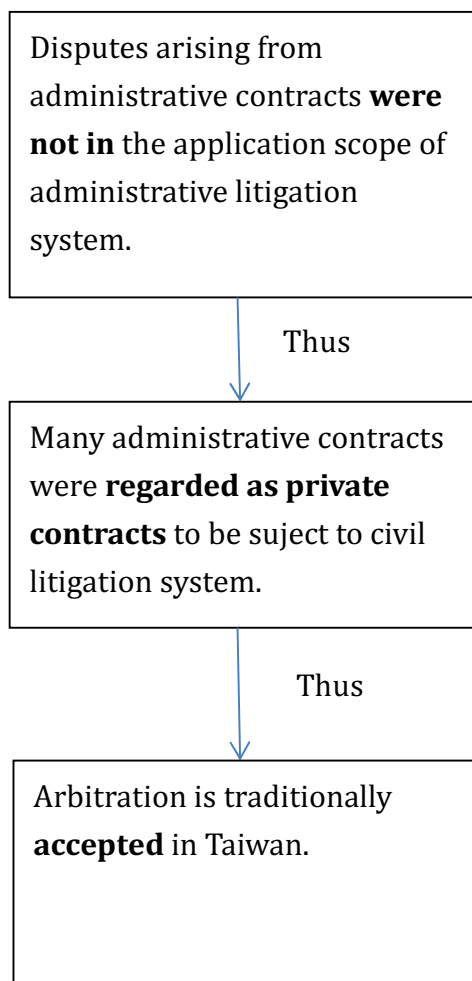 Disputes arising from
administrative contracts were
not in the application scope of
administrative litigation
system.
Thus
Many administrative contracts
were regarded as private
contracts to be suject to civil
litigation system.
Thus
Arbitration is traditionally
accepted in Taiwan.